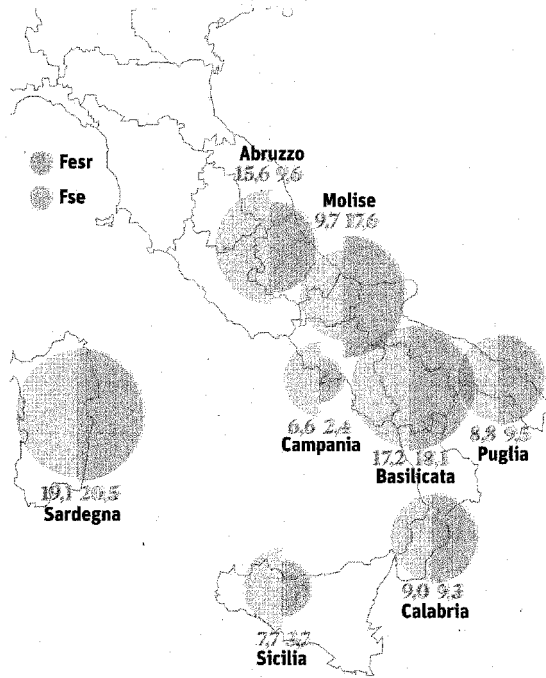 Fesr
Fse
Abruzzo
15,6 9,6
Molise
9,7 17,6
6,6 2,4
Campania
17,2 18,1
Basilicata
8,8 9,5
Puglia
19,1 20,5
Sardegna
9,0 9,3
Calabria
7,7
Sicilia